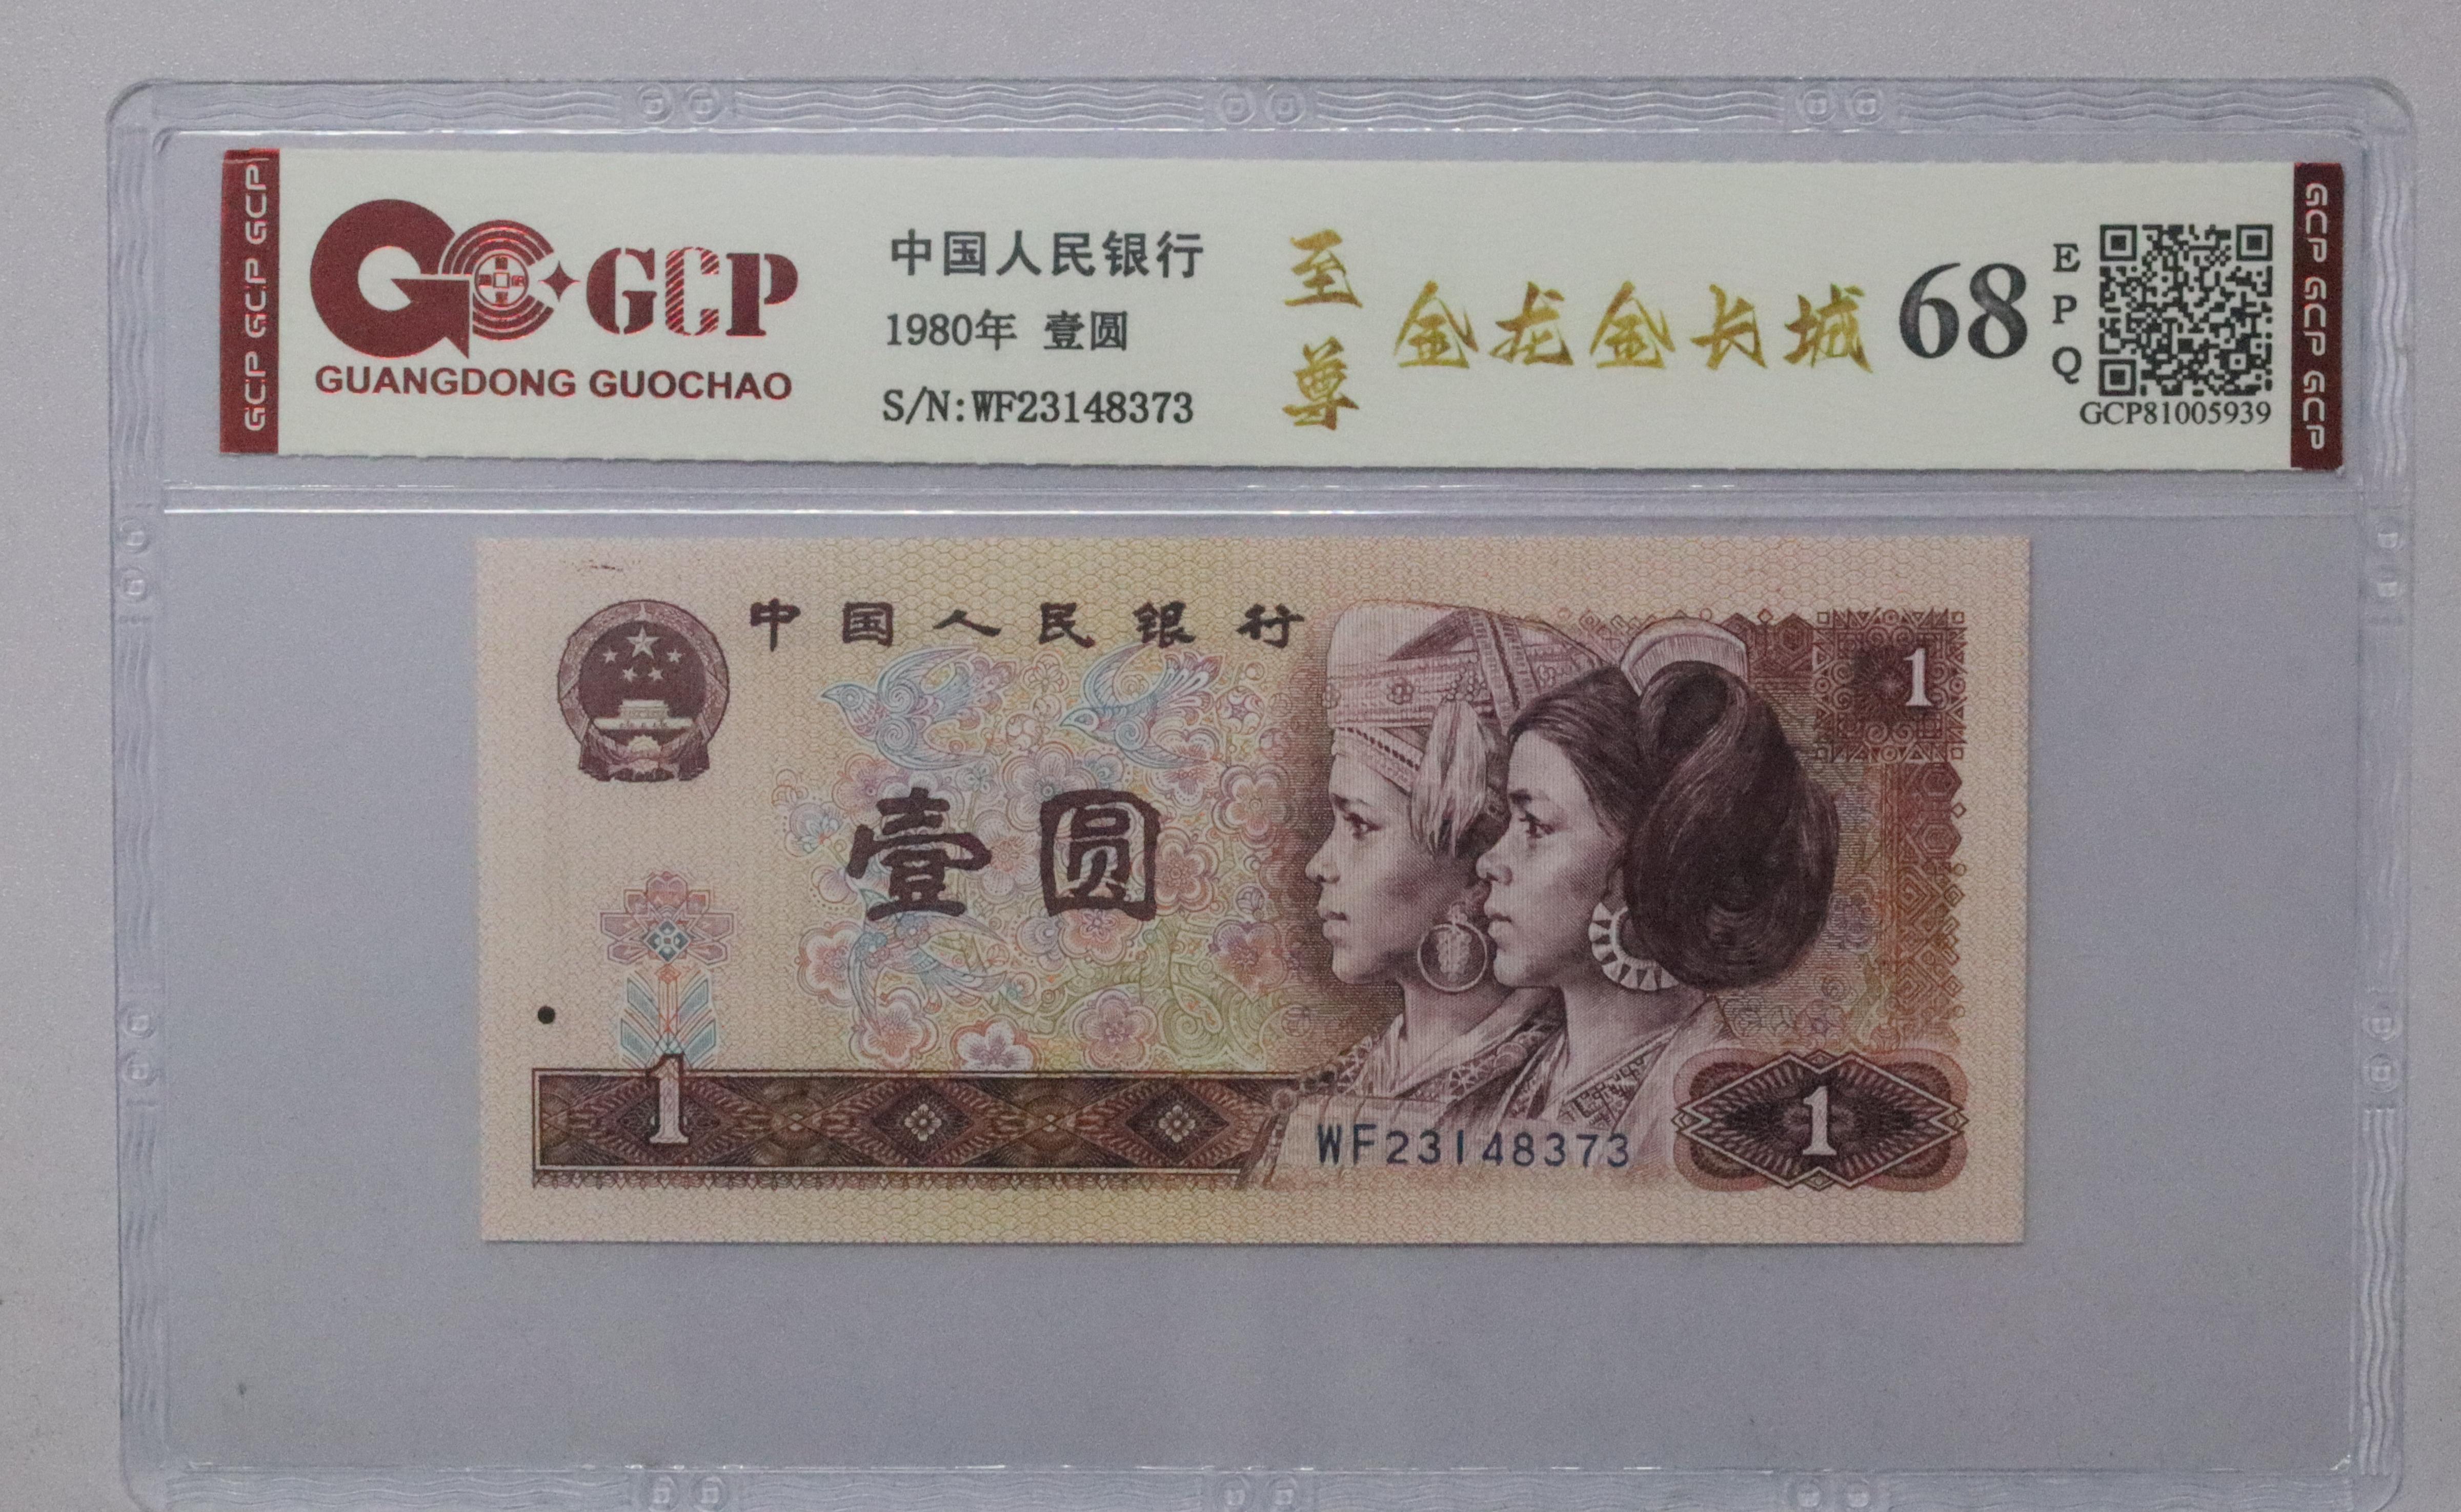 GCP GCP GCP
GCP
GUANGDONG GUOCHAO
中国人民银行
1980年 壹圆
S/N:WF23148373
至尊
金龙金长城
68
EPQ
GCP81005939
GCP GCP GCP
中国人民银行
1
壹圆
1
WF23148373
1